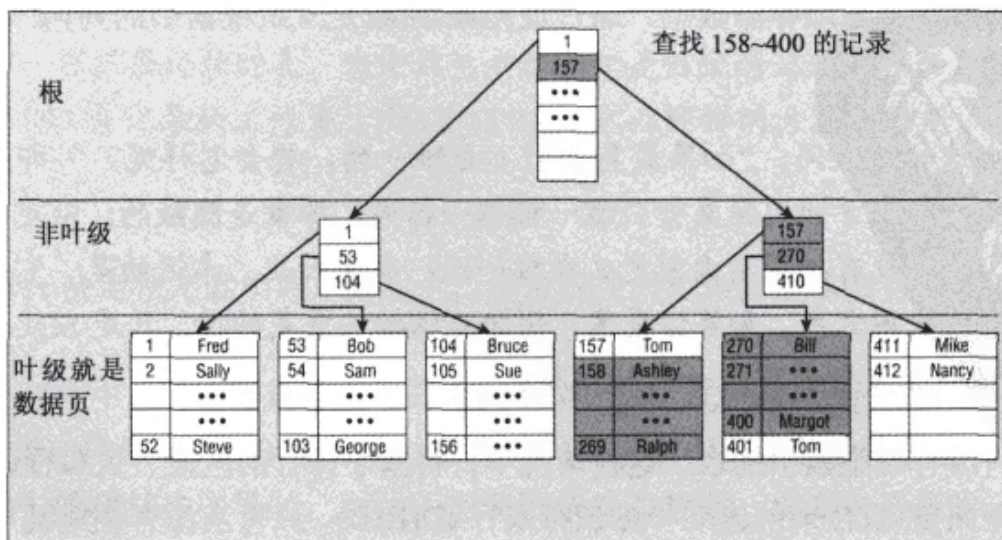 1
查找 158~400 的记录
157
根
•••
•••
非叶级
1
53
104
157
270
410
叶级就是
数据页
1 Fred
2 Sally
•••
•••
52 Steve
53 Bob
54 Sam
•••
•••
103 George
104 Bruce
105 Sue
•••
•••
156 •••
157 Tom
158 Ashley
•••
•••
269 Ralph
270 Bill
271 •••
•••
400 Margot
401 Tom
411 Mike
412 Nancy